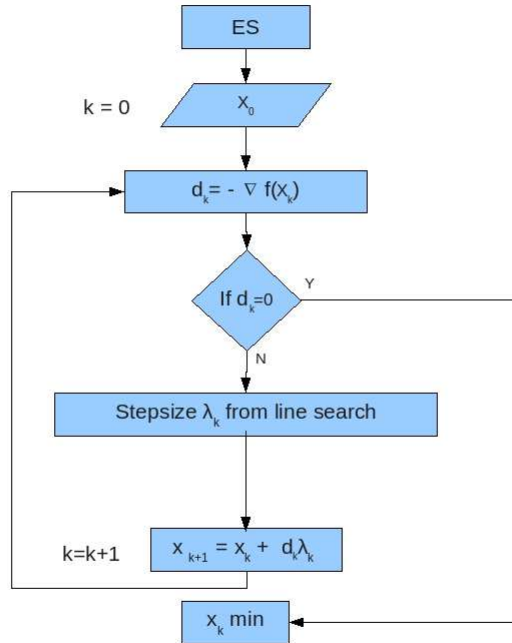 ES
k = 0
X₀
dₖ= - ∇ f(Xₖ)
If dₖ=0
Y
N
Stepsize λₖ from line search
k=k+1
x ₖ₊₁ = xₖ + dₖλₖ
xₖ min